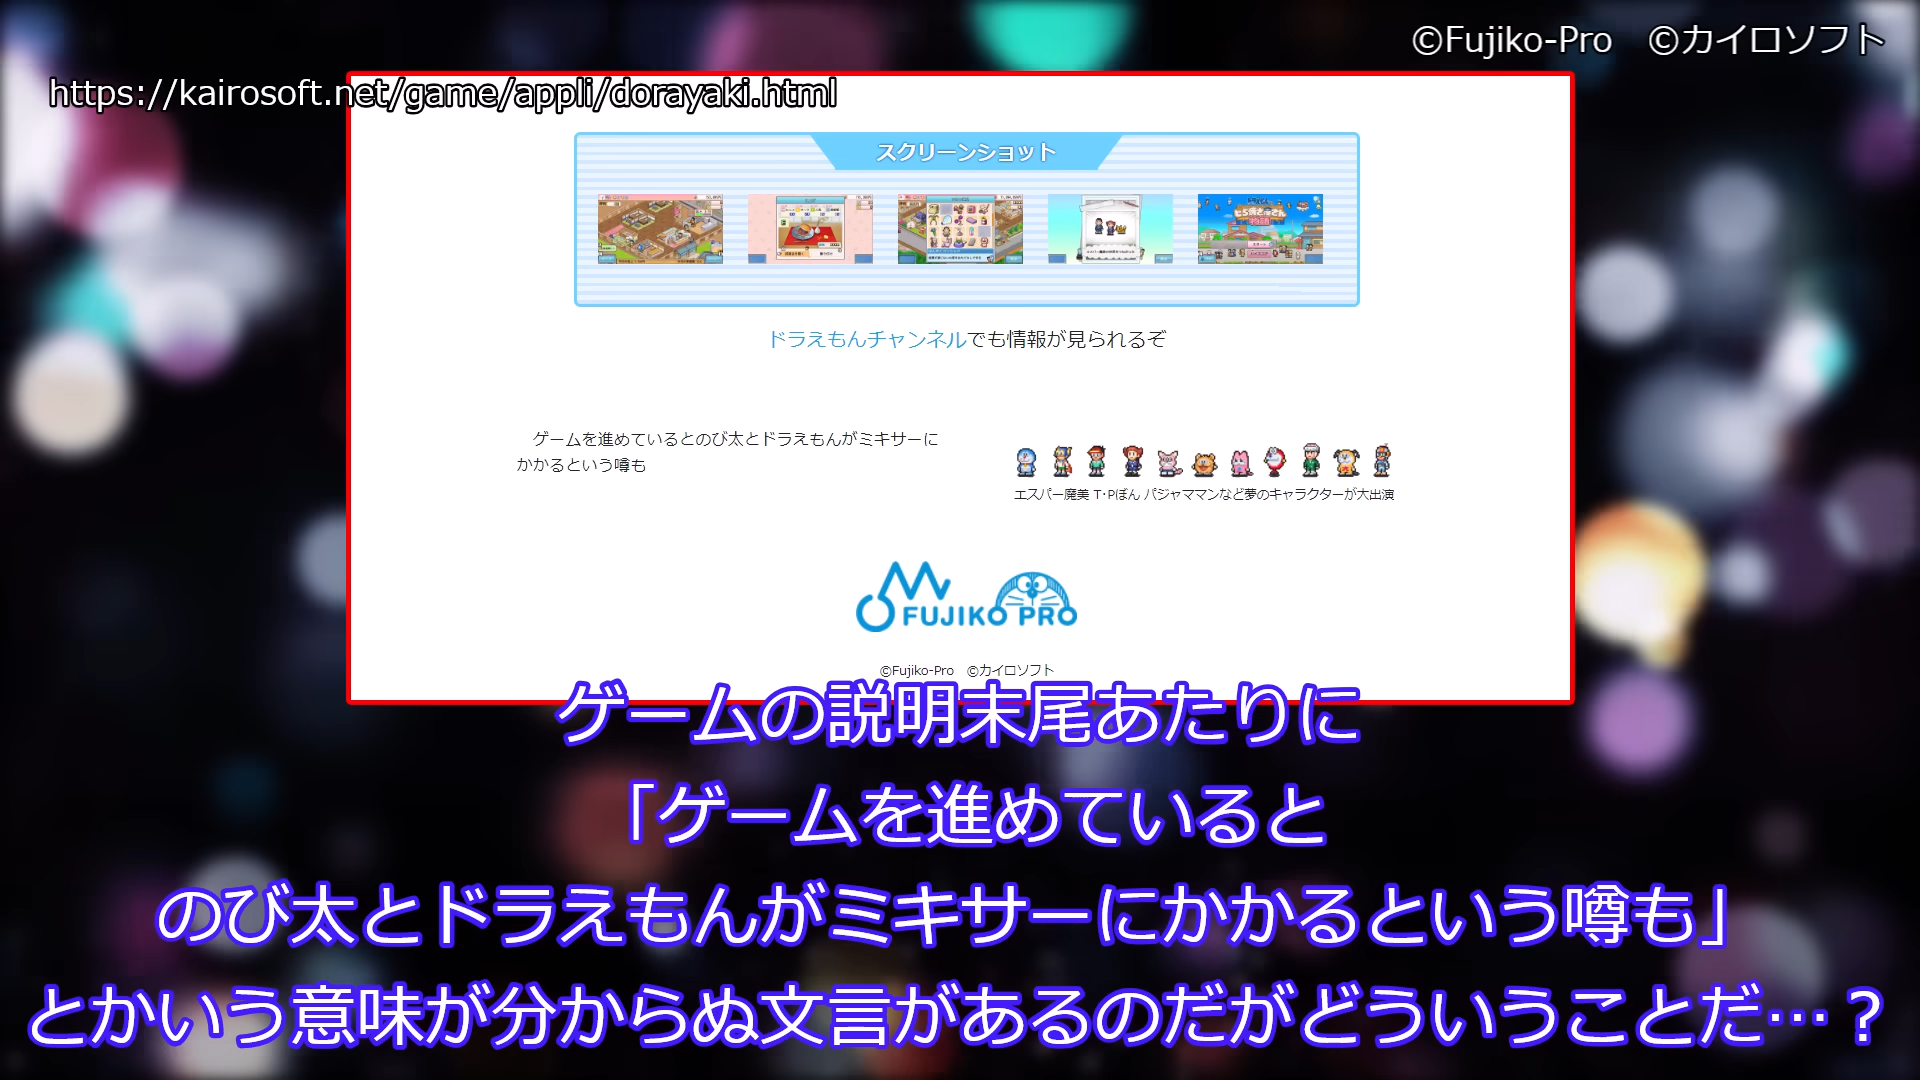 ©Fujiko-Pro　©カイロソフト
https://kairosoft.net/game/appli/dorayaki.html
スクリーンショット
ドラえもんチャンネルでも情報が見られるぞ
ゲームを進めているとのび太とドラえもんがミキサーに
かかるという噂も
エスパー魔美 T･Pぼん パジャママンなど夢のキャラクターが大出演
FUJIKO PRO
©Fujiko-Pro　©カイロソフト
ゲームの説明末尾あたりに
「ゲームを進めていると
のび太とドラえもんがミキサーにかかるという噂も」
とかいう意味が分からぬ文言があるのだがどういうことだ…？